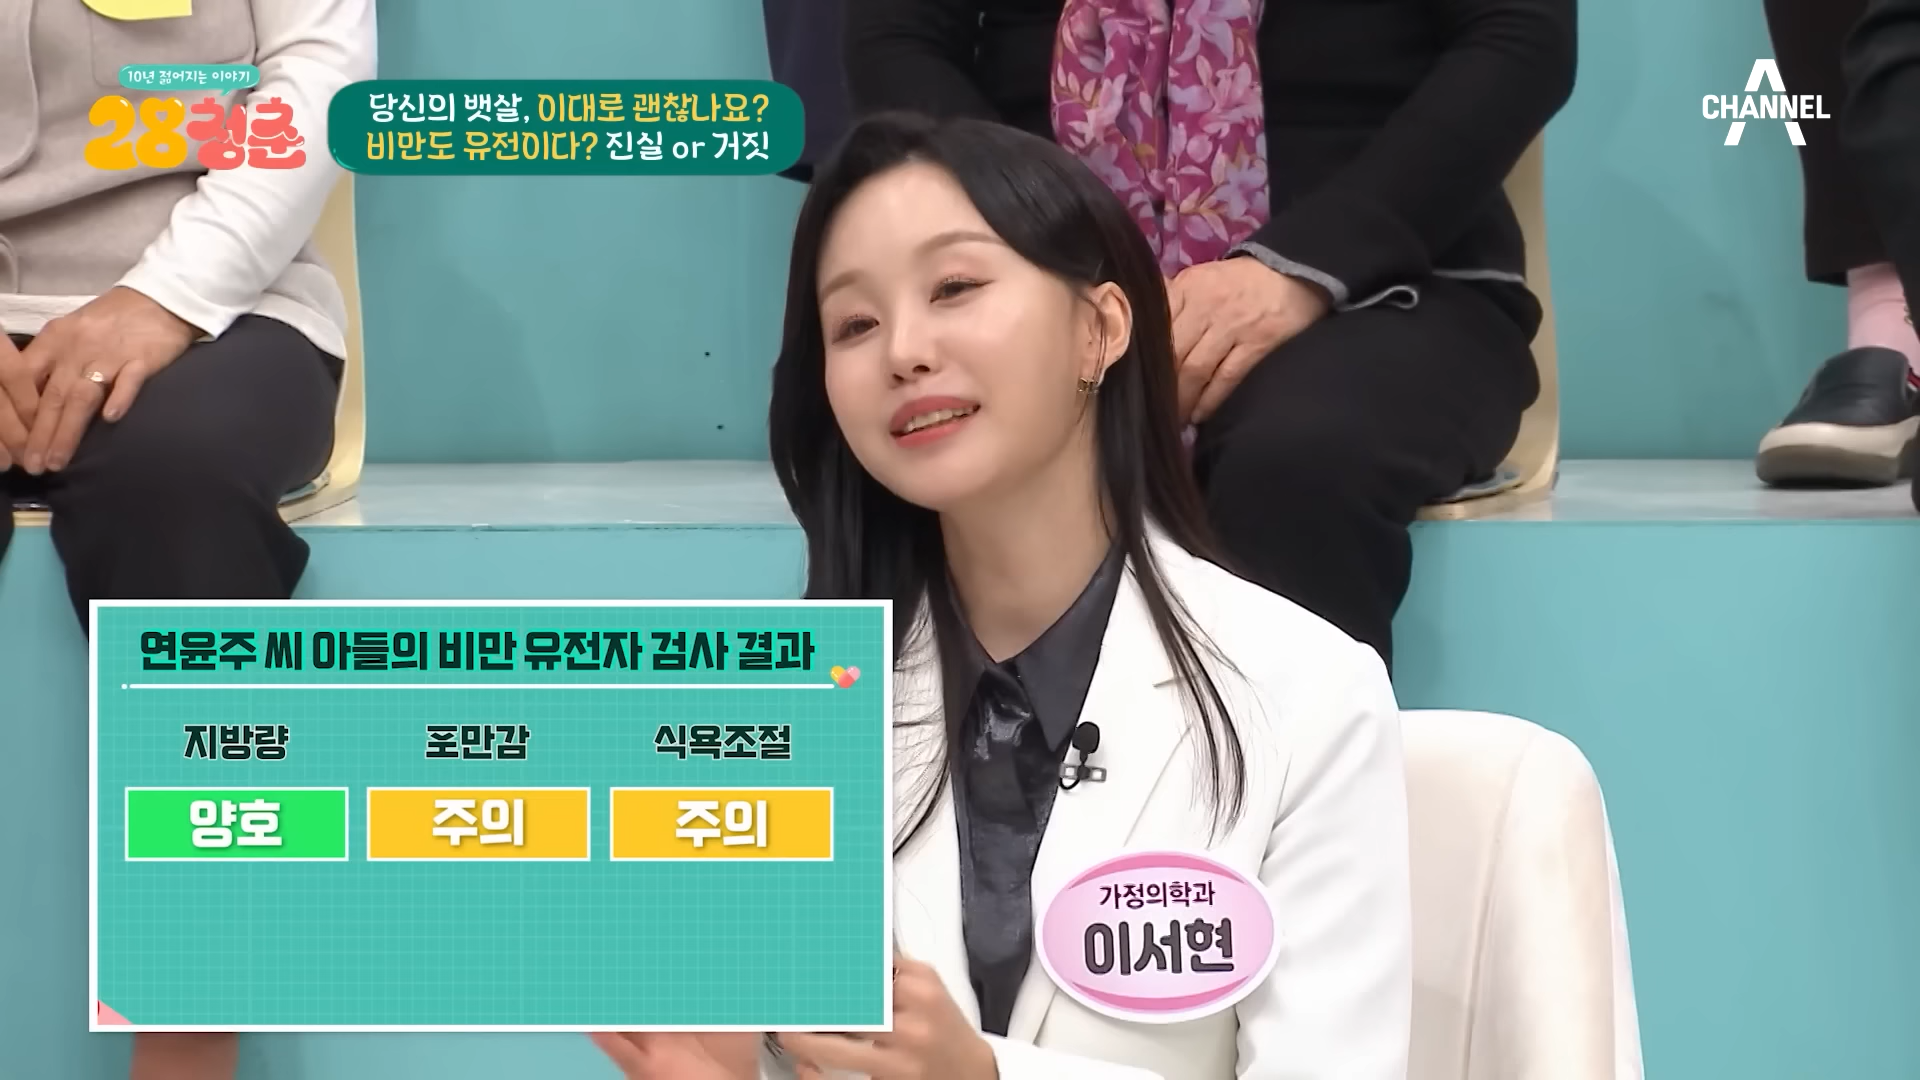 10년 젊어지는 이야기
28청춘
당신의 뱃살, 이대로 괜찮나요?
비만도 유전이다? 진실 or 거짓
CHANNEL A
연윤주 씨 아들의 비만 유전자 검사 결과
지방량 포만감 식욕조절
양호 주의 주의
가정의학과
이서현